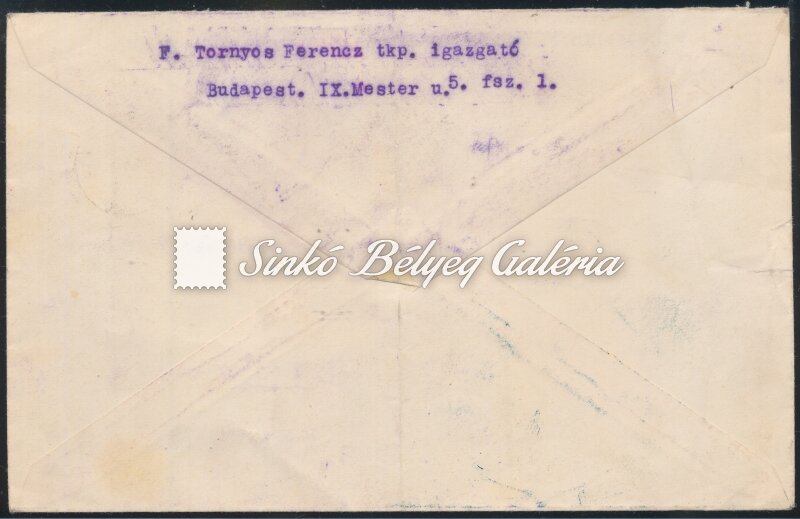 F. Tornyos Ferencz tkp. igazgató
Budapest. IX.Mester u.5. fsz. 1.
Sinkó Bélyeg Galéria